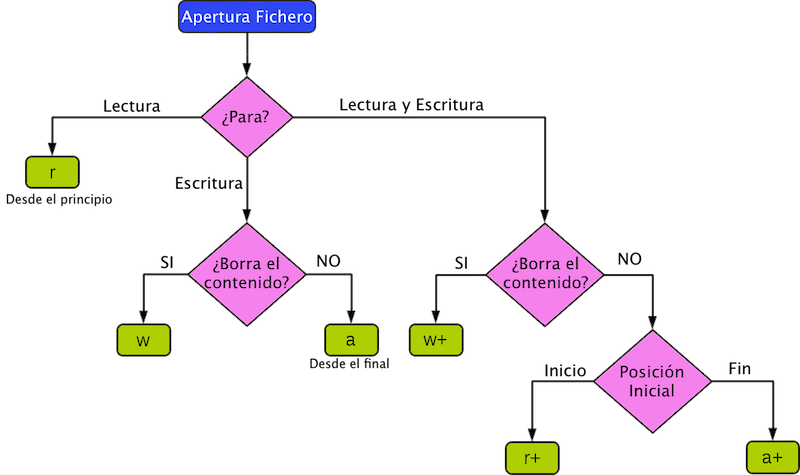 Apertura Fichero
Lectura
¿Para?
Lectura y Escritura
r
Desde el principio
Escritura
¿Borra el
contenido?
SI
NO
w
a
Desde el final
¿Borra el
contenido?
SI
NO
w+
Posición
Inicial
Inicio
Fin
r+
a+